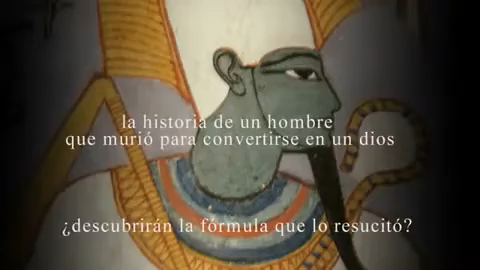 la historia de un hombre
que murió para convertirse en un dios
¿descubrirán la fórmula que lo resucitó?